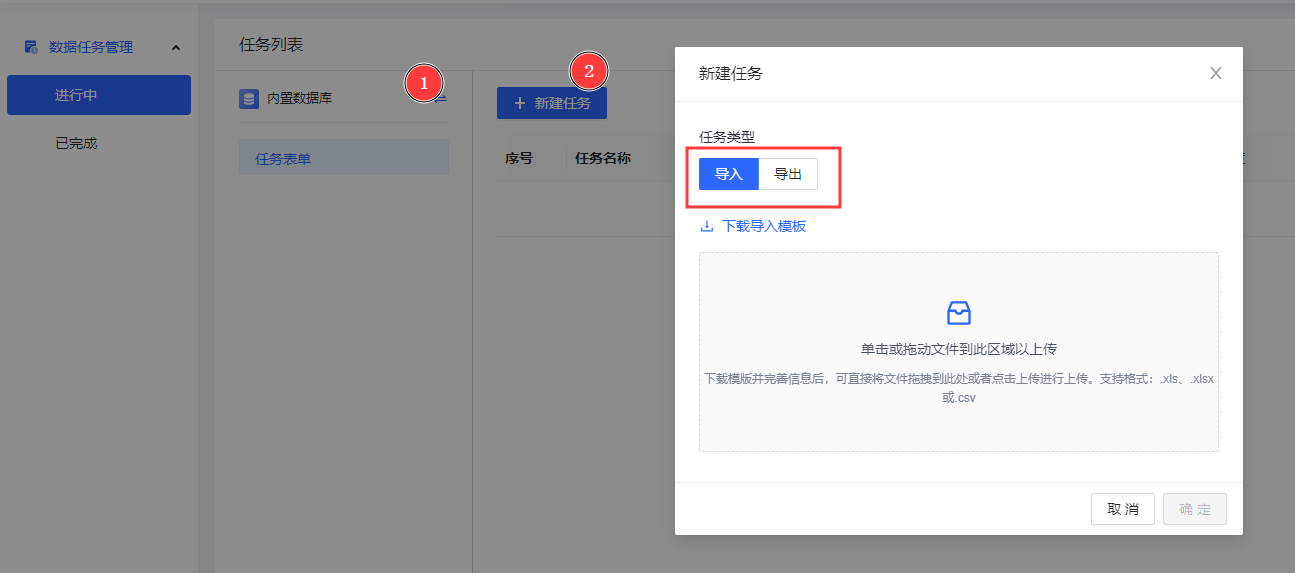 数据任务管理
进行中
已完成
任务列表
1
内置数据库
任务表单
2
+ 新建任务
序号
任务名称
新建任务
任务类型
导入
导出
下载导入模板
单击或拖动文件到此区域以上传
下载模版并完善信息后，可直接将文件拖拽到此处或者点击上传进行上传。支持格式：.xls、.xlsx
或.csv
取 消
确 定